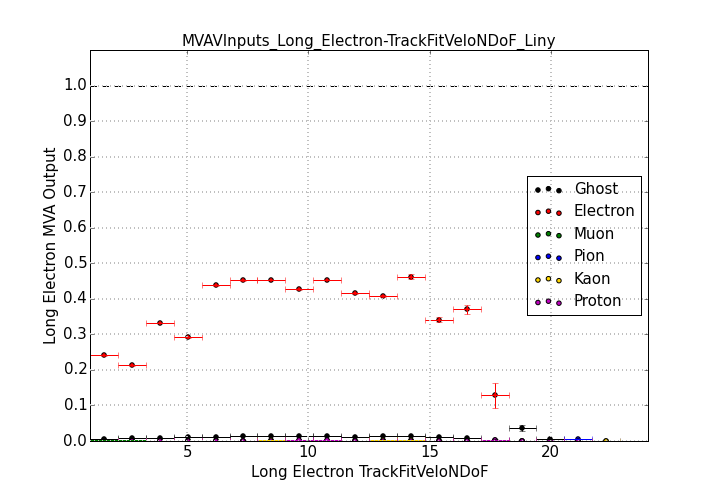 MVAVInputs_Long_Electron-TrackFitVeloNDoF_Liny
Long Electron MVA Output
1.0
0.9
0.8
0.7
0.6
0.5
0.4
0.3
0.2
0.1
0.0
Ghost
Electron
Muon
Pion
Kaon
Proton
5
10
15
20
Long Electron TrackFitVeloNDoF